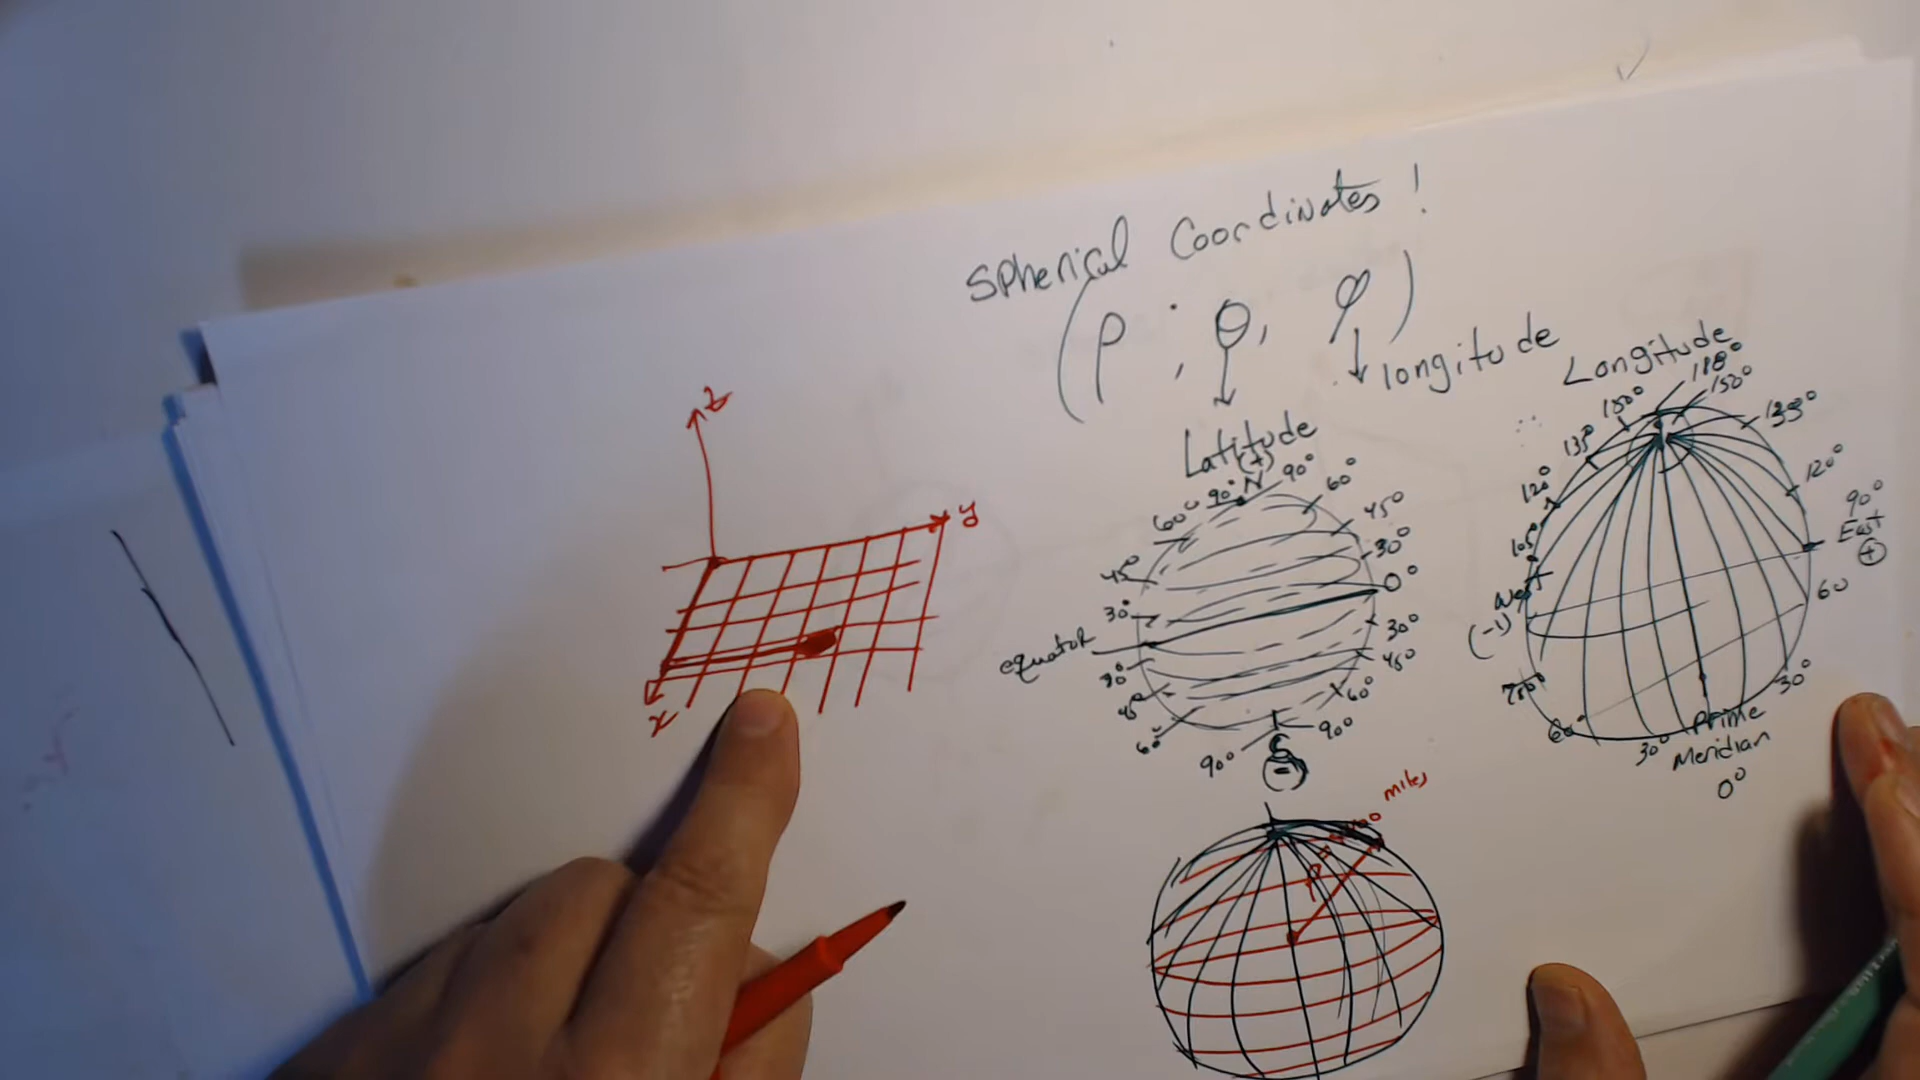 Spherical Coordinates !
(ρ , θ, φ)
Latitude
longitude
Longitude
z
y
x
(+)
90° N 90°
60° 60°
45° 45°
30° 30°
equator 0°
30° 30°
45° 45°
60° 60°
90° 90°
S
(-)
180°
150° 150°
135° 135°
120° 120°
105° 90°
East
+
West
(-1) 60
60° 30°
30° Prime
Meridian
0°
miles